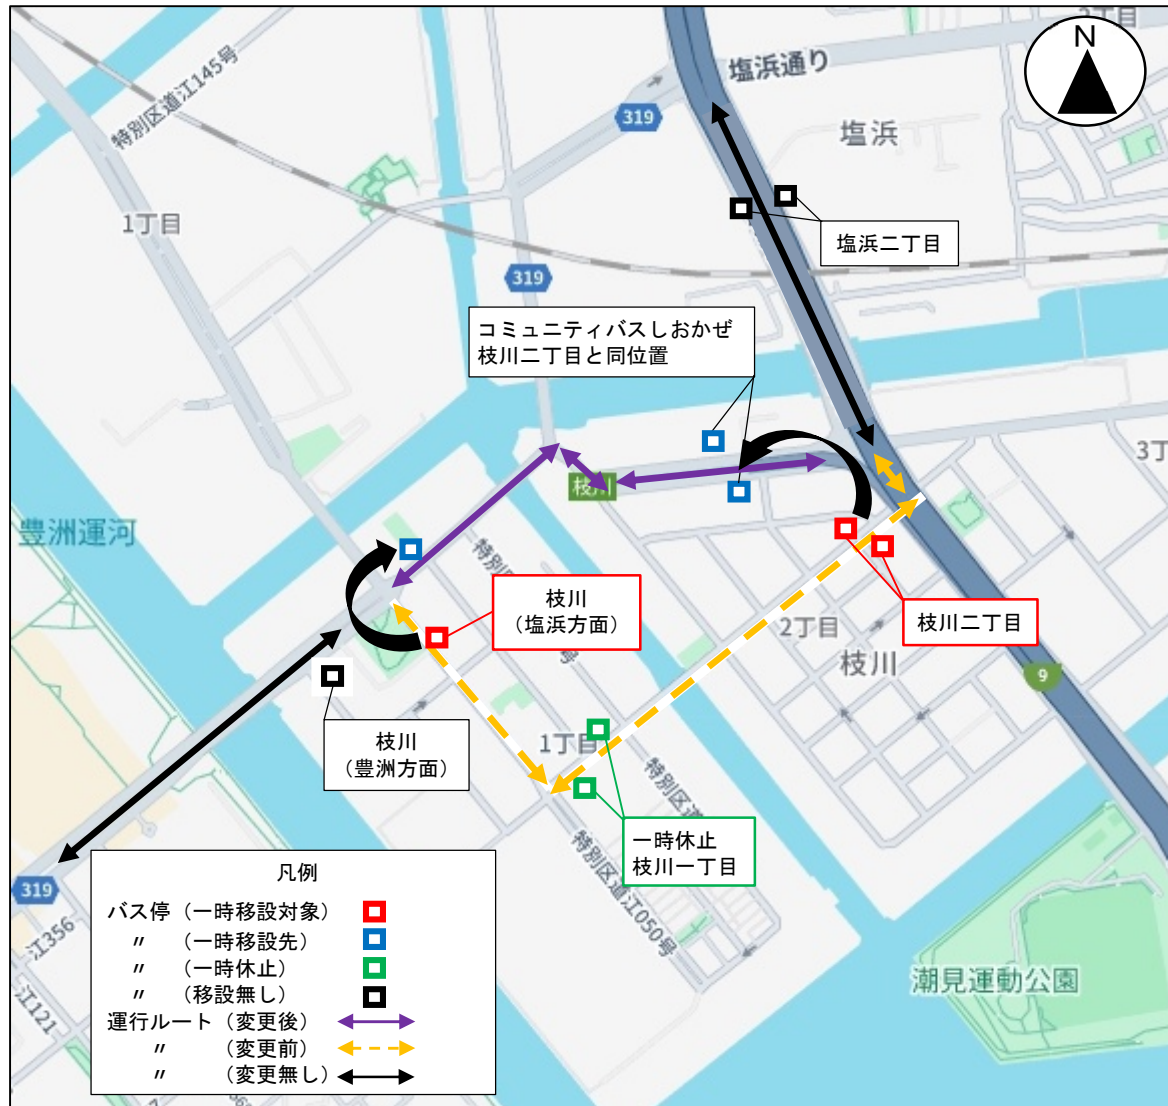 N
塩浜通り
319
特別区道江145号
塩浜
1丁目
塩浜二丁目
319
コミュニティバスしおかぜ
枝川二丁目と同位置
枝川
豊洲運河
枝川
(塩浜方面)
2丁目
枝川二丁目
枝川
9
枝川
(豊洲方面)
1丁目
一時休止
枝川一丁目
特別区道江050号
潮見運動公園
319
江356
江121
凡例
バス停(一時移設対象)
〃 (一時移設先)
〃 (一時休止)
〃 (移設無し)
運行ルート(変更後)
〃 (変更前)
〃 (変更無し)